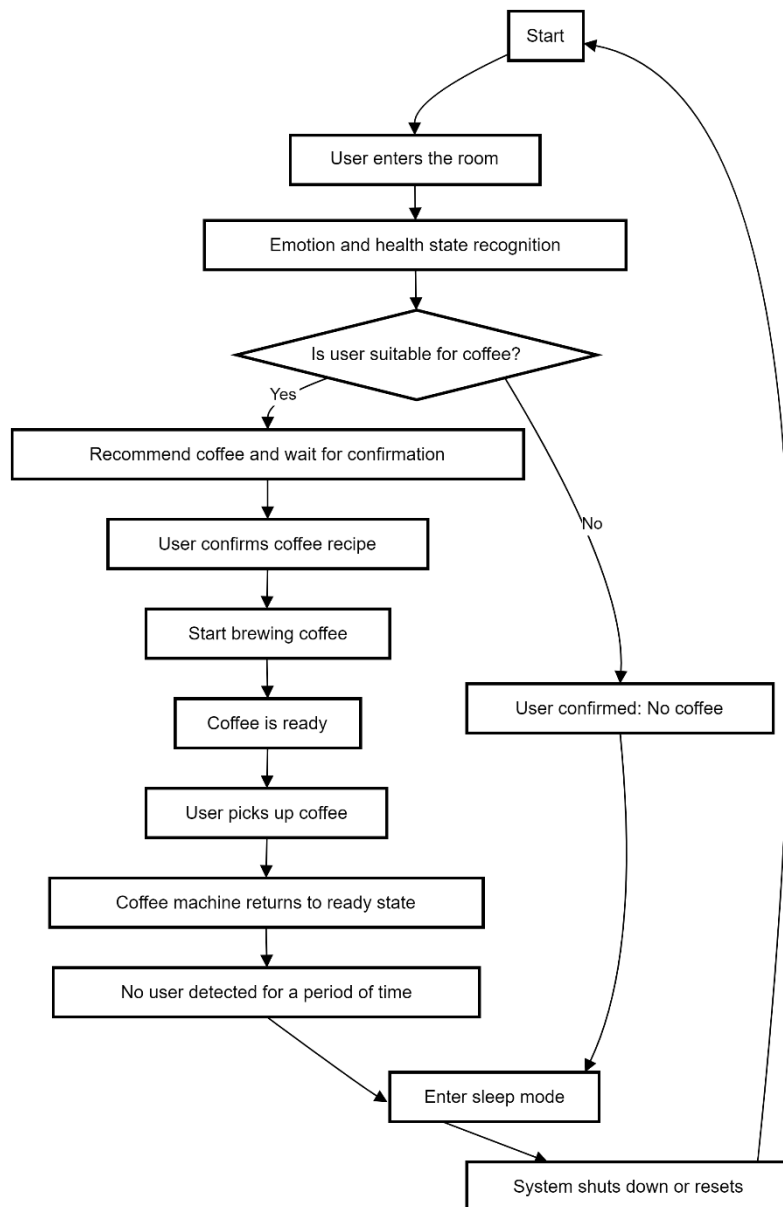 Start
User enters the room
Emotion and health state recognition
Is user suitable for coffee?
Yes
Recommend coffee and wait for confirmation
User confirms coffee recipe
No
Start brewing coffee
User confirmed: No coffee
Coffee is ready
User picks up coffee
Coffee machine returns to ready state
No user detected for a period of time
Enter sleep mode
System shuts down or resets